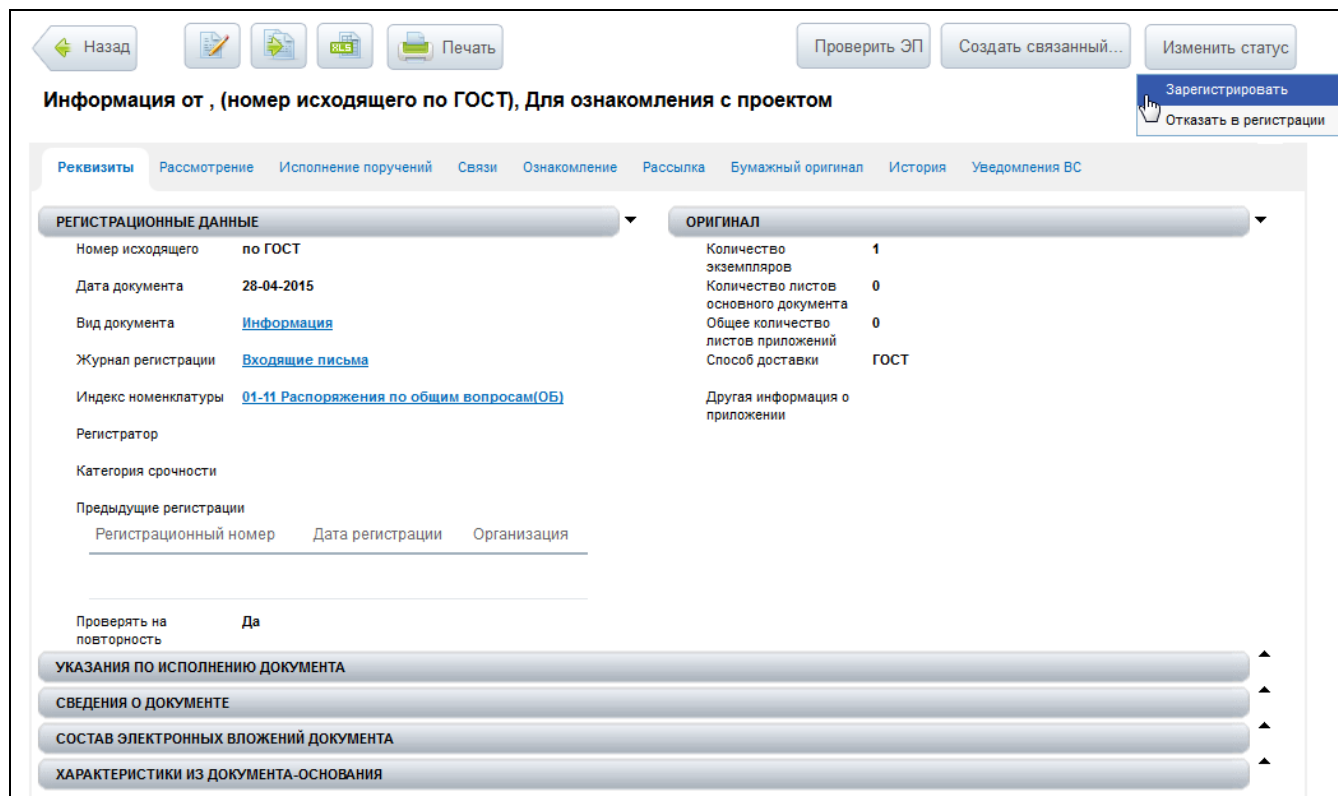 Назад
XLS
Печать
Проверить ЭП
Создать связанный...
Изменить статус
Зарегистрировать
Отказать в регистрации
Информация от , (номер исходящего по ГОСТ), Для ознакомления с проектом
Реквизиты Рассмотрение Исполнение поручений Связи Ознакомление Рассылка Бумажный оригинал История Уведомления ВС
РЕГИСТРАЦИОННЫЕ ДАННЫЕ
Номер исходящего по ГОСТ
Дата документа 28-04-2015
Вид документа Информация
Журнал регистрации Входящие письма
Индекс номенклатуры 01-11 Распоряжения по общим вопросам(ОБ)
Регистратор
Категория срочности
Предыдущие регистрации
Регистрационный номер Дата регистрации Организация
Проверять на Да
повторность
ОРИГИНАЛ
Количество 1
экземпляров
Количество листов 0
основного документа
Общее количество 0
листов приложений
Способ доставки ГОСТ
Другая информация о
приложении
УКАЗАНИЯ ПО ИСПОЛНЕНИЮ ДОКУМЕНТА
СВЕДЕНИЯ О ДОКУМЕНТЕ
СОСТАВ ЭЛЕКТРОННЫХ ВЛОЖЕНИЙ ДОКУМЕНТА
ХАРАКТЕРИСТИКИ ИЗ ДОКУМЕНТА-ОСНОВАНИЯ